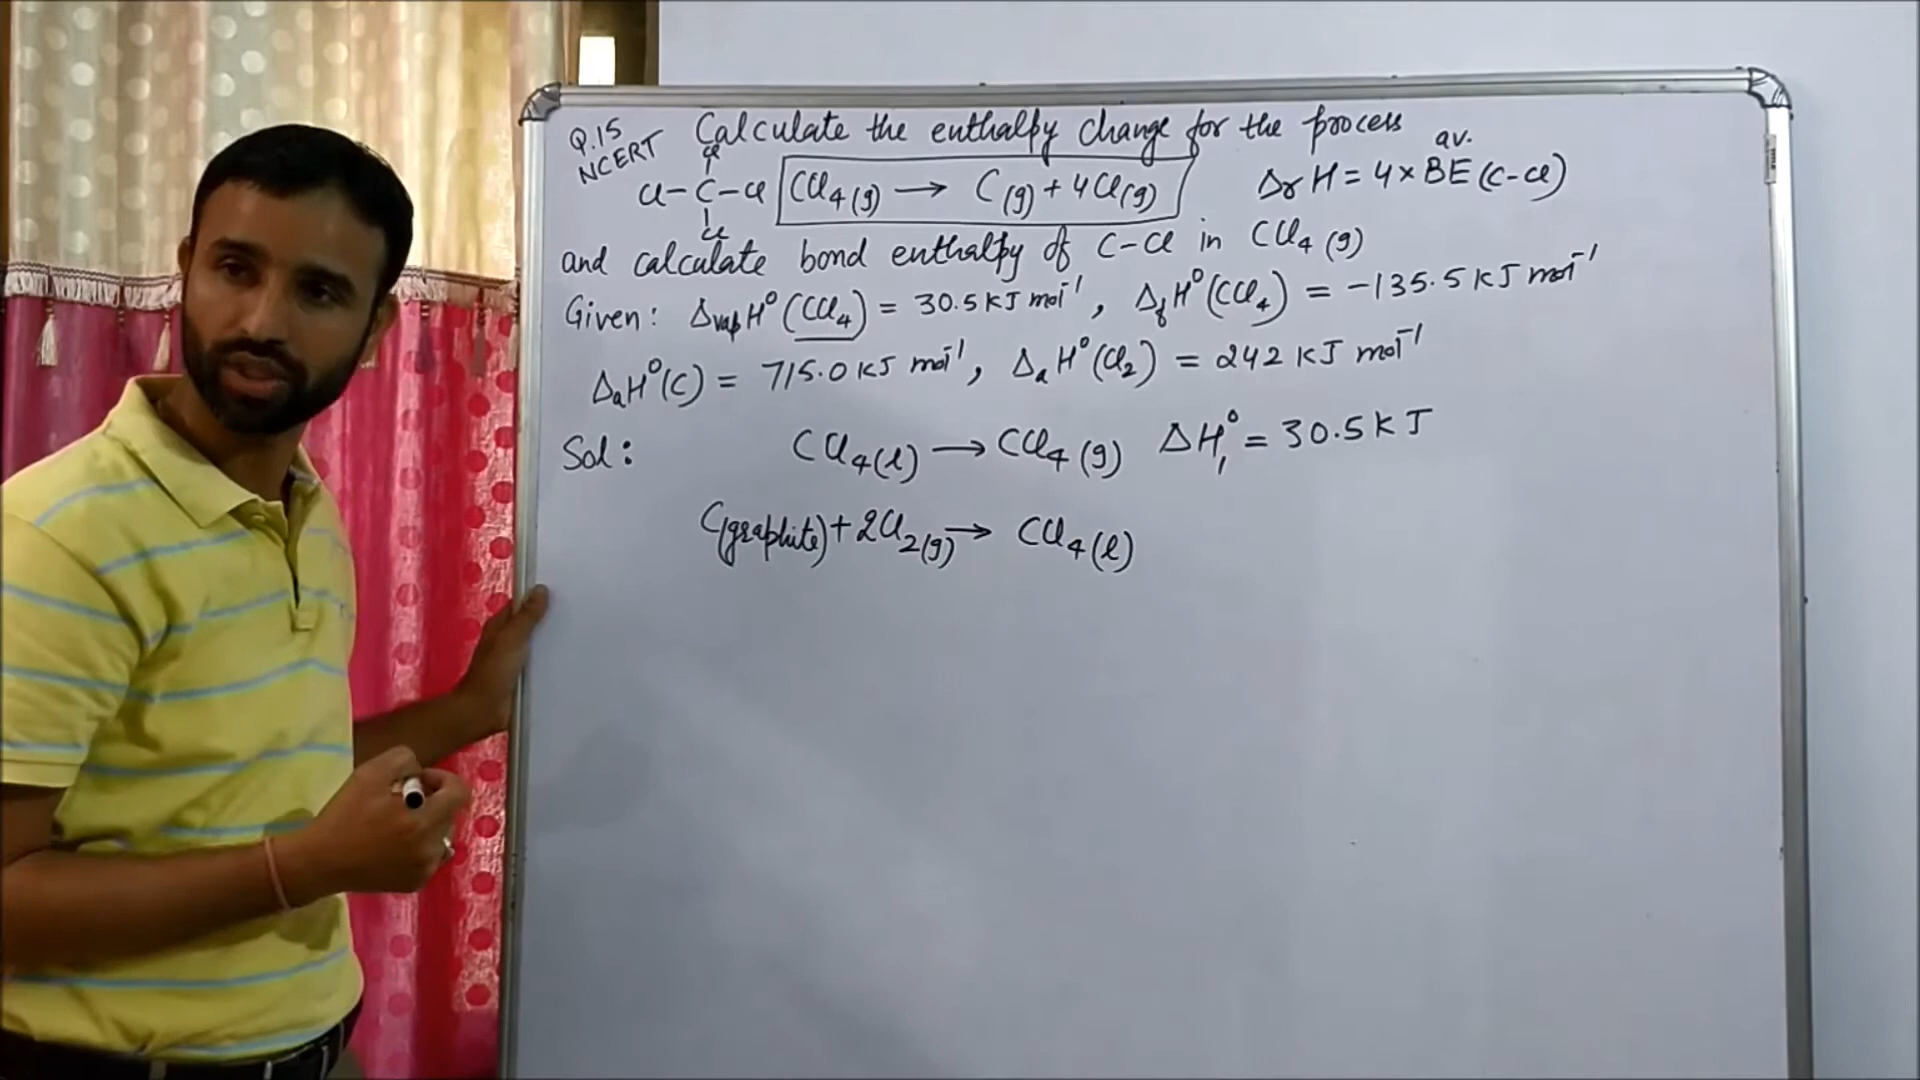 Q.15
NCERT
Calculate the enthalpy change for the process
Cl
Cl-C-Cl
Cl
CCl4(g) → C(g) + 4Cl(g)
av.
ΔrH = 4 × BE (C-Cl)
and calculate bond enthalpy of C-Cl in CCl4 (g)
Given: ΔvapH°(CCl4) = 30.5 KJ mol⁻¹, ΔfH°(CCl4) = -135.5 KJ mol⁻¹
ΔaH°(C) = 715.0 KJ mol⁻¹, ΔaH°(Cl2) = 242 KJ mol⁻¹
Sol: CCl4(l) → CCl4(g) ΔH1° = 30.5 KJ
C(graphite) + 2Cl2(g) → CCl4(l)